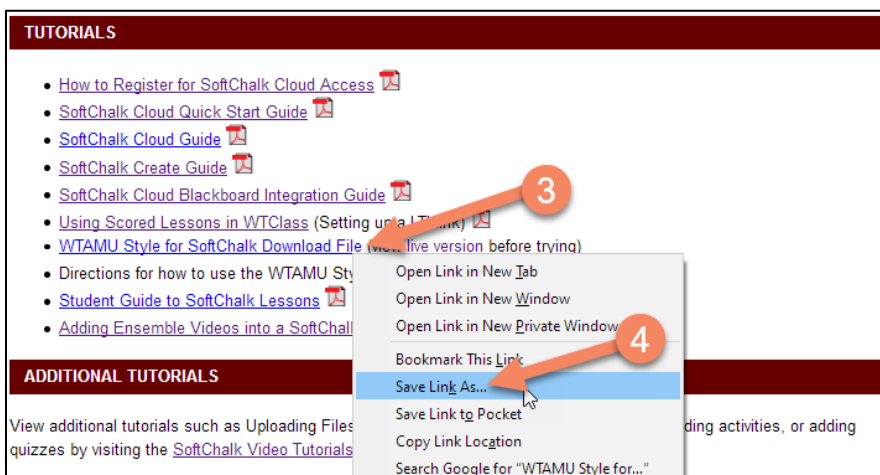 TUTORIALS
How to Register for SoftChalk Cloud Access
SoftChalk Cloud Quick Start Guide
SoftChalk Cloud Guide
SoftChalk Create Guide
SoftChalk Cloud Blackboard Integration Guide
3
Using Scored Lessons in WTClass (Setting up a
WTAMU Style for SoftChalk Download File live version before trying)
Directions for how to use the WTAMU
Student Guide to SoftChalk Lessons
Adding Ensemble Videos into a
Open Link in New Tab
Open Link in New Window
Open Link in New Private Window
4
Bookmark This Link
Save Link As...
Save Link to Pocket
Copy Link Location
Search Google for "WTAMU Style for..."
ADDITIONAL TUTORIALS
View additional tutorials such as Uploading Files ding activities, or adding
quizzes by visiting the SoftChalk Video Tutorials